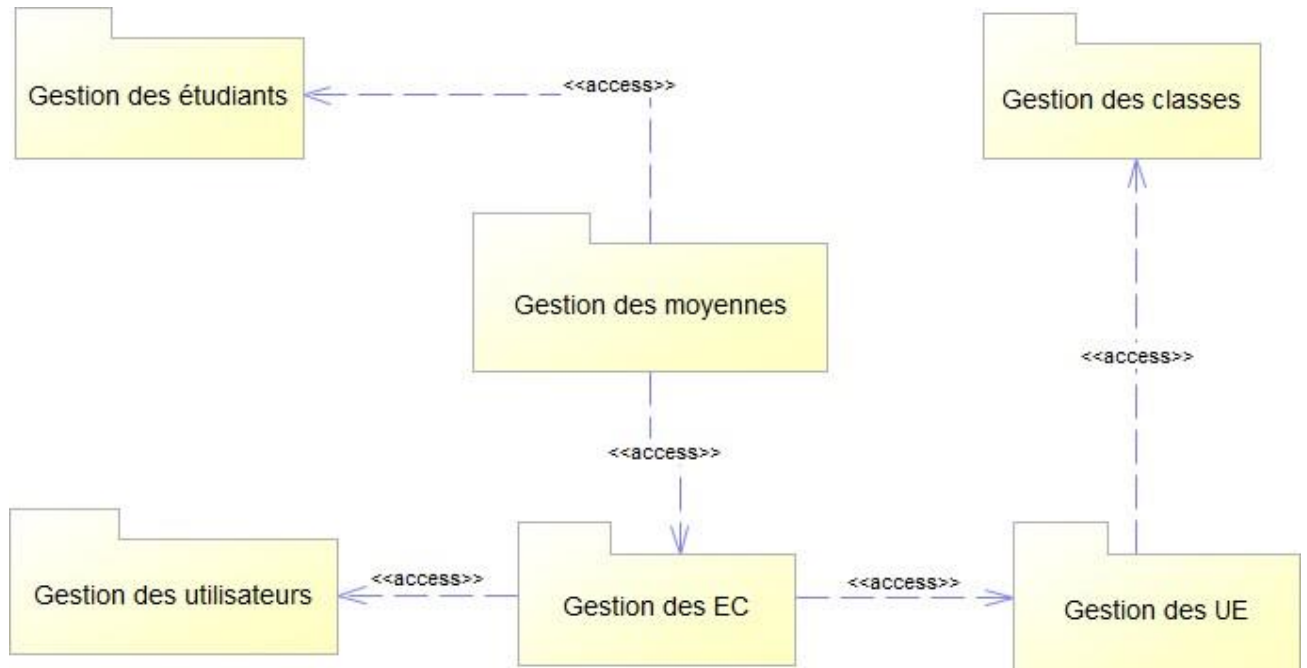 Gestion des étudiants
<<access>>
Gestion des classes
Gestion des moyennes
<<access>>
<<access>>
Gestion des utilisateurs
<<access>>
Gestion des EC
<<access>>
Gestion des UE